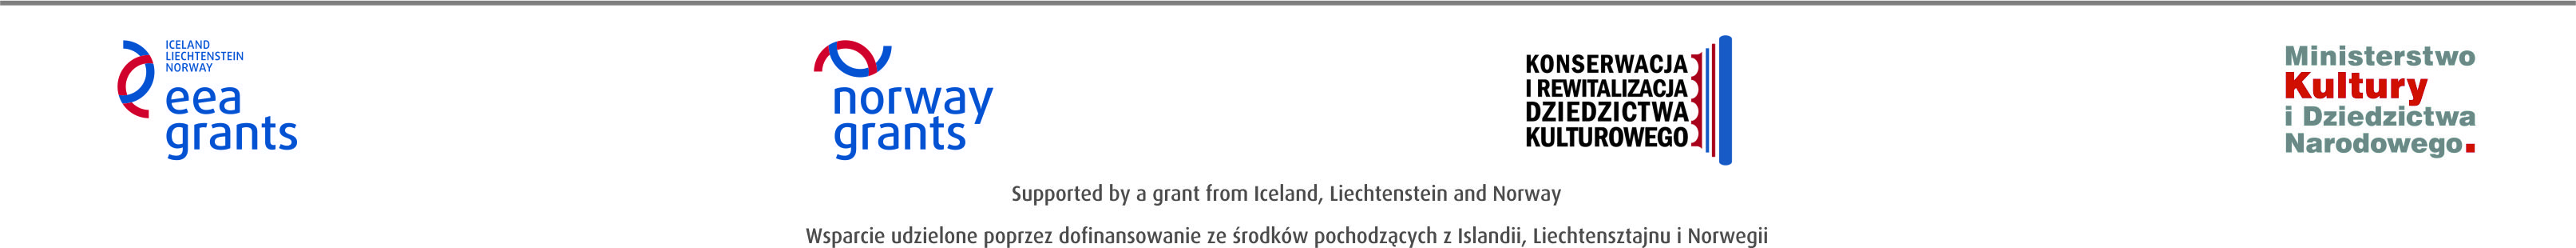 ICELAND
LIECHTENSTEIN
NORWAY
eea
grants
norway
grants
KONSERWACJA
I REWITALIZACJA
DZIEDZICTWA
KULTUROWEGO
Ministerstwo
Kultury
i Dziedzictwa
Narodowego.
Supported by a grant from Iceland, Liechtenstein and Norway
Wsparcie udzielone poprzez dofinansowanie ze środków pochodzących z Islandii, Liechtensztajnu i Norwegii